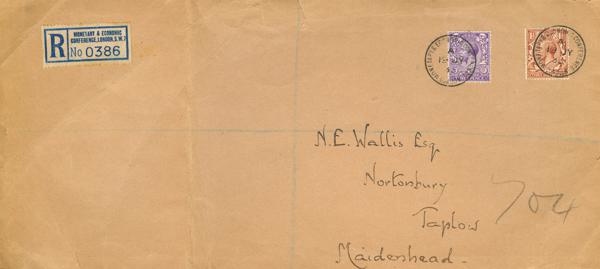 MONETARY & ECONOMIC
CONFERENCE, LONDON, S.W.7
R No 0386
N.E. Wallis Esq
Nortonbury
Taplow
Maidenhead
704